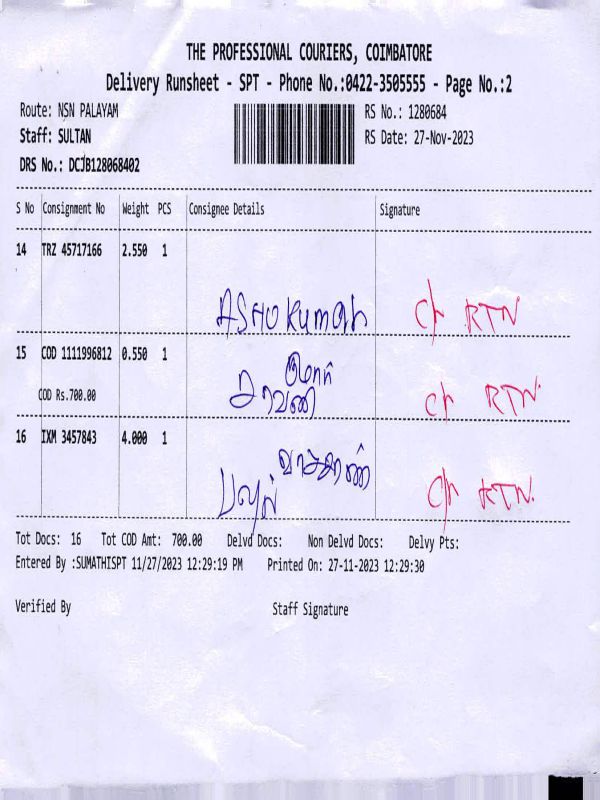 THE PROFESSIONAL COURIERS, COIMBATORE
Delivery Runsheet - SPT - Phone No.:0422-3505555 - Page No.:2
Route: NSN PALAYAM RS No.: 1280684
Staff: SULTAN RS Date: 27-Nov-2023
DRS No.: DCJB128068402
S No Consignment No Weight PCS Consignee Details Signature
14 TRZ 45717166 2.550 1
ASHOKUMAR RTN
15 COD 1111996812 0.550 1 குமார்
COD Rs.700.00 சரவண RTN
16 IXM 3457843 4.000 1
RTN.
Tot Docs: 16 Tot COD Amt: 700.00 Delvd Docs: Non Delvd Docs: Delvy Pts:
Entered By :SUMATHISPT 11/27/2023 12:29:19 PM Printed On: 27-11-2023 12:29:30
Verified By Staff Signature